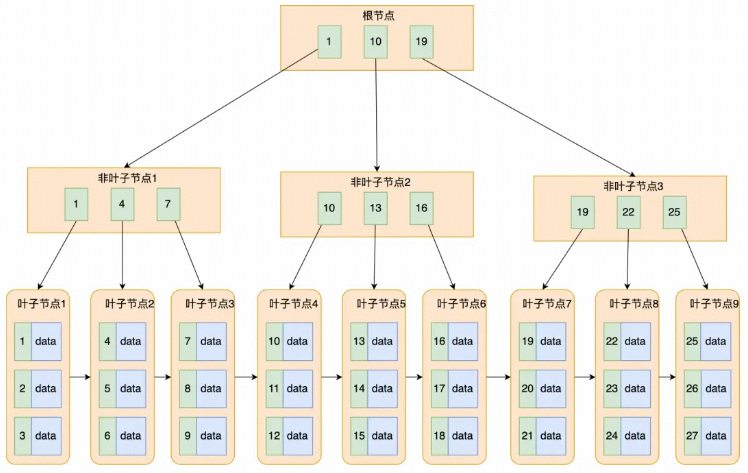 根节点
1 10 19
非叶子节点1
1 4 7
非叶子节点2
10 13 16
非叶子节点3
19 22 25
叶子节点1
1 data
2 data
3 data
叶子节点2
4 data
5 data
6 data
叶子节点3
7 data
8 data
9 data
叶子节点4
10 data
11 data
12 data
叶子节点5
13 data
14 data
15 data
叶子节点6
16 data
17 data
18 data
叶子节点7
19 data
20 data
21 data
叶子节点8
22 data
23 data
24 data
叶子节点9
25 data
26 data
27 data